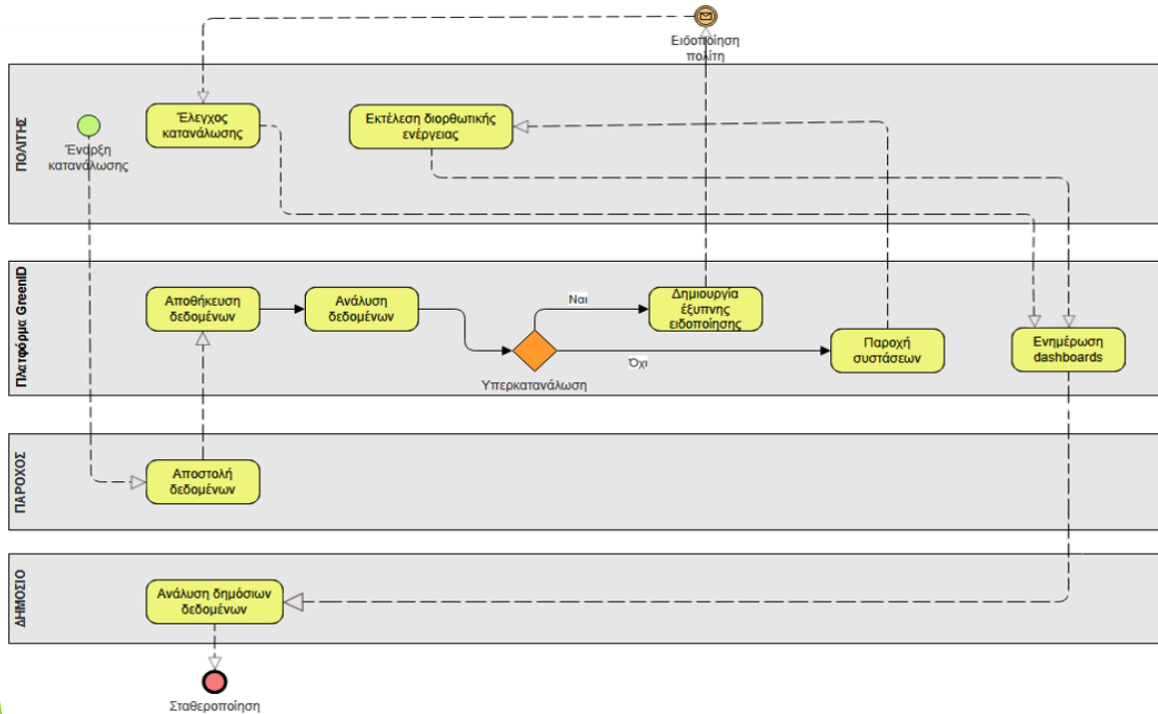 Ειδοποίηση
πολίτη
ΠΟΛΙΤΗΣ
Έναρξη
κατανάλωσης
Έλεγχος
κατανάλωσης
Εκτέλεση διορθωτικής
ενέργειας
Πλατφόρμα GreenID
Αποθήκευση
δεδομένων
Ανάλυση
δεδομένων
Υπερκατανάλωση
Ναι
Όχι
Δημιουργία
έξυπνης
ειδοποίησης
Παροχή
συστάσεων
Ενημέρωση
dashboards
ΠΑΡΟΧΟΣ
Αποστολή
δεδομένων
ΔΗΜΟΣΙΟ
Ανάλυση δημόσιων
δεδομένων
Σταθεροποίηση